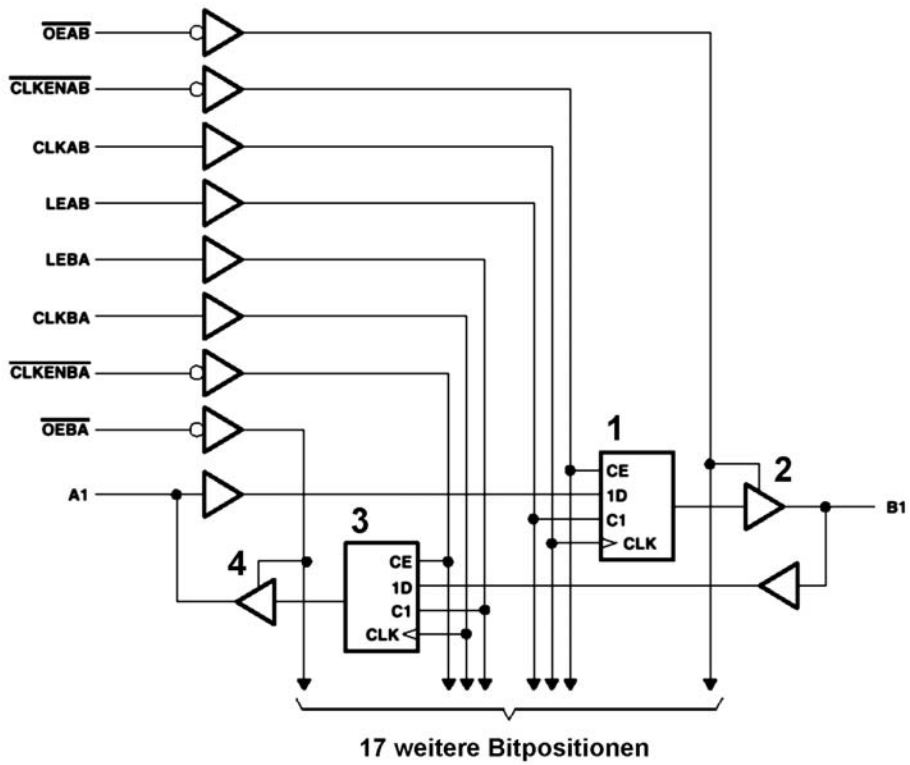 OEAB
CLKENAB
CLKAB
LEAB
LEBA
CLKBA
CLKENBA
OEBA
A1
1
CE
1D
C1
CLK
2
B1
3
CE
1D
C1
CLK
4
17 weitere Bitpositionen